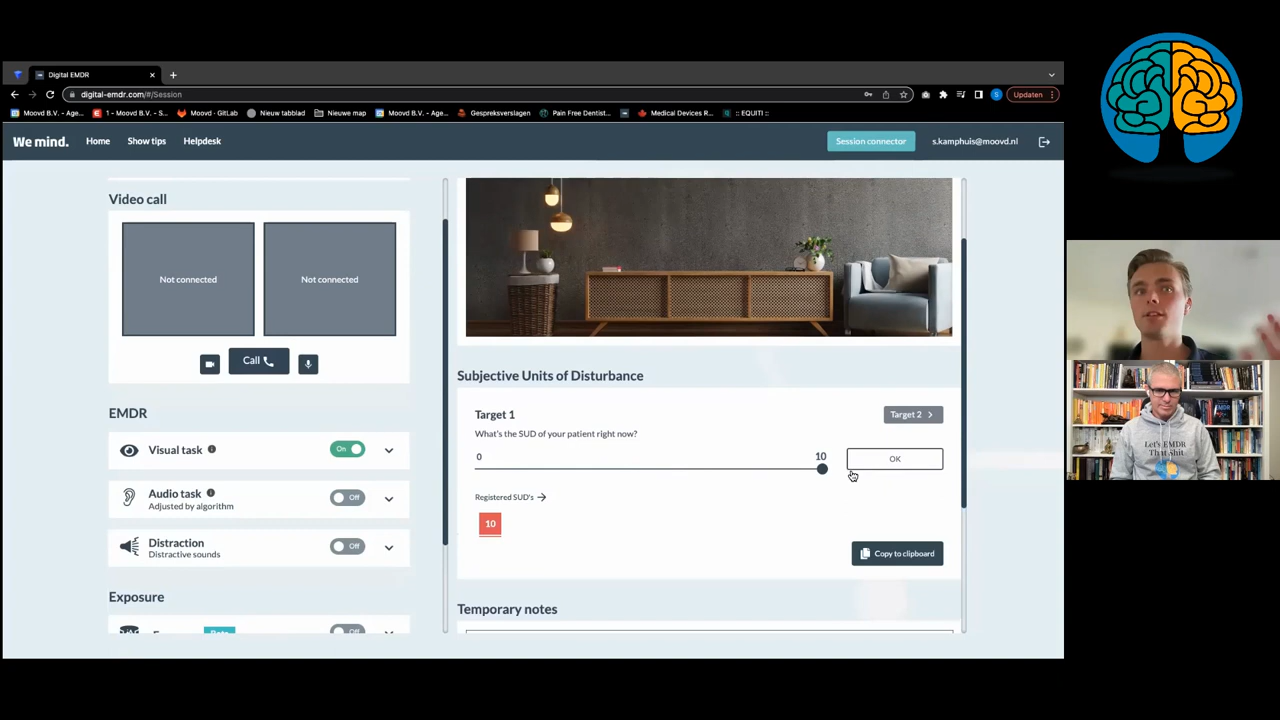 Digital EMDR
digital-emdr.com/#/Session
Updaten
Moovd B.V. - Age...
1 - Moovd B.V. - S...
Moovd · GitLab
Nieuw tabblad
Nieuwe map
Moovd B.V. - Age...
Gespreksverslagen
Pain Free Dentist...
Medical Devices R...
:: EQUITI ::
We mind.
Home
Show tips
Helpdesk
Session connector
s.kamphuis@moovd.nl
Video call
Not connected
Not connected
Call
EMDR
Visual task
On
Audio task
Adjusted by algorithm
Off
Distraction
Distractive sounds
Off
Exposure
Subjective Units of Disturbance
Target 1
Target 2
What's the SUD of your patient right now?
0
10
OK
Registered SUD's
10
Copy to clipboard
Temporary notes
Let's EMDR
That Shit